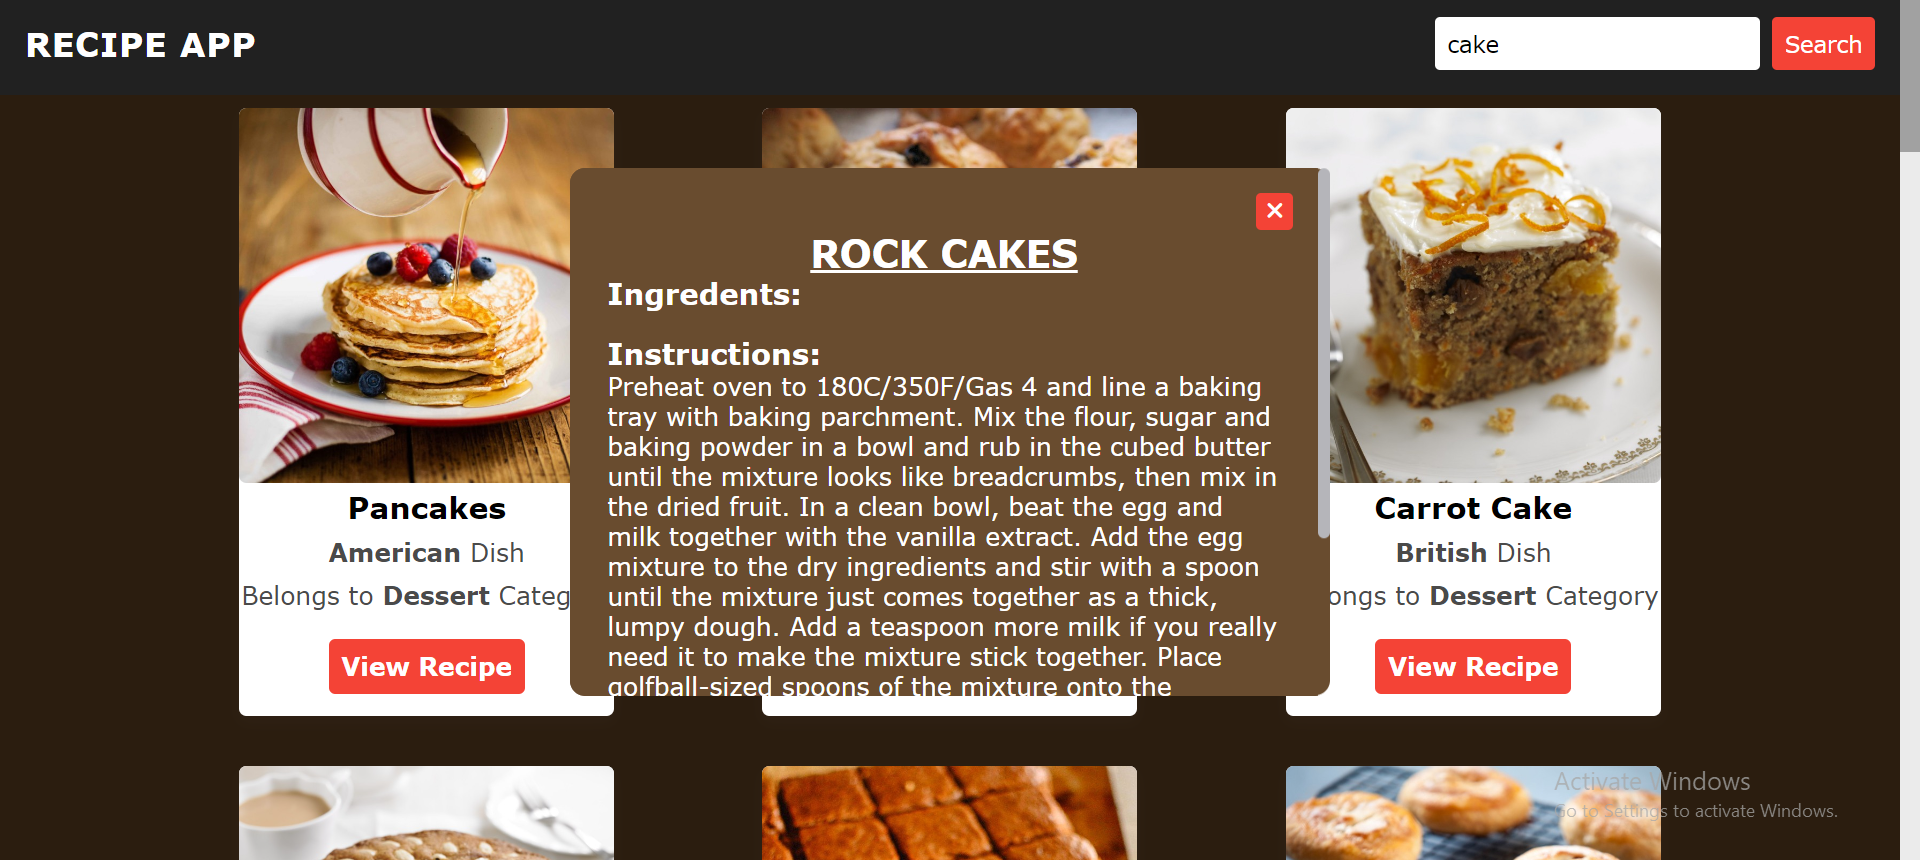 RECIPE APP
cake
Search
ROCK CAKES
Ingredents:
Instructions:
Preheat oven to 180C/350F/Gas 4 and line a baking
tray with baking parchment. Mix the flour, sugar and
baking powder in a bowl and rub in the cubed butter
until the mixture looks like breadcrumbs, then mix in
the dried fruit. In a clean bowl, beat the egg and
milk together with the vanilla extract. Add the egg
mixture to the dry ingredients and stir with a spoon
until the mixture just comes together as a thick,
lumpy dough. Add a teaspoon more milk if you really
need it to make the mixture stick together. Place
golfball-sized spoons of the mixture onto the
Pancakes
American Dish
Belongs to Dessert Categ
View Recipe
Carrot Cake
British Dish
ongs to Dessert Category
View Recipe
Activate Windows
Go to Settings to activate Windows.